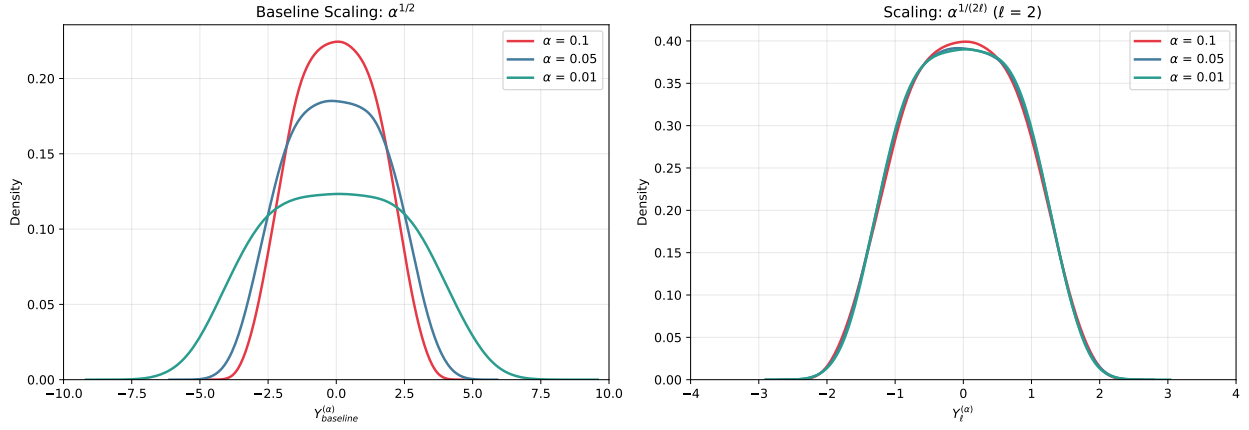 Baseline Scaling: α^{1/2}
α = 0.1
α = 0.05
α = 0.01
Density
0.20
0.15
0.10
0.05
0.00
−10.0 −7.5 −5.0 −2.5 0.0 2.5 5.0 7.5 10.0
Y_{baseline}^{(α)}
Scaling: α^{1/(2ℓ)} (ℓ = 2)
α = 0.1
α = 0.05
α = 0.01
Density
0.40
0.35
0.30
0.25
0.20
0.15
0.10
0.05
0.00
−4 −3 −2 −1 0 1 2 3 4
Y_ℓ^{(α)}